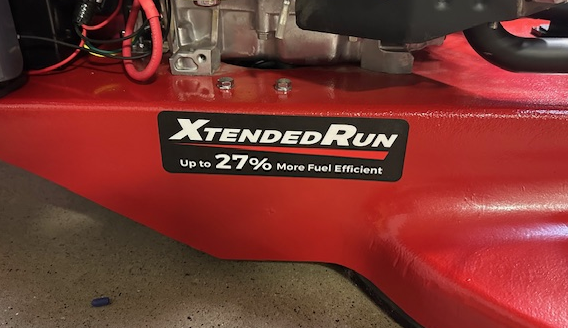 XTENDEDRUN
Up to 27% More Fuel Efficient